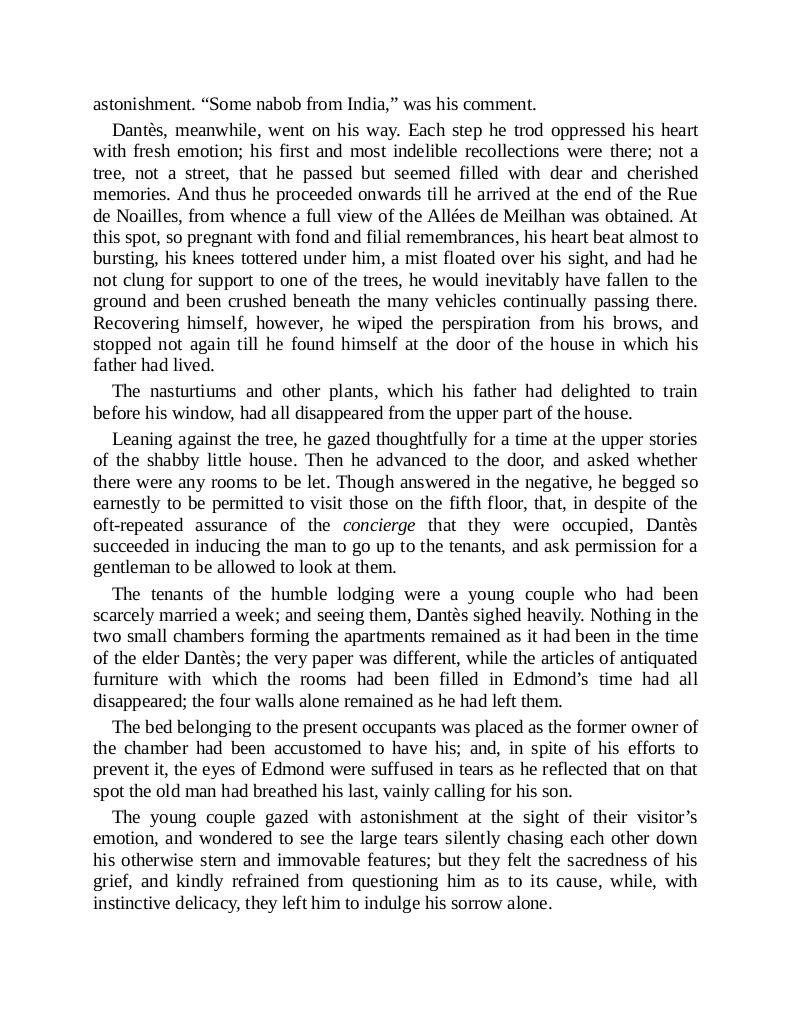 astonishment. “Some nabob from India,” was his comment.
Dantès, meanwhile, went on his way. Each step he trod oppressed his heart
with fresh emotion; his first and most indelible recollections were there; not a
tree, not a street, that he passed but seemed filled with dear and cherished
memories. And thus he proceeded onwards till he arrived at the end of the Rue
de Noailles, from whence a full view of the Allées de Meilhan was obtained. At
this spot, so pregnant with fond and filial remembrances, his heart beat almost to
bursting, his knees tottered under him, a mist floated over his sight, and had he
not clung for support to one of the trees, he would inevitably have fallen to the
ground and been crushed beneath the many vehicles continually passing there.
Recovering himself, however, he wiped the perspiration from his brows, and
stopped not again till he found himself at the door of the house in which his
father had lived.
The nasturtiums and other plants, which his father had delighted to train
before his window, had all disappeared from the upper part of the house.
Leaning against the tree, he gazed thoughtfully for a time at the upper stories
of the shabby little house. Then he advanced to the door, and asked whether
there were any rooms to be let. Though answered in the negative, he begged so
earnestly to be permitted to visit those on the fifth floor, that, in despite of the
oft-repeated assurance of the concierge that they were occupied, Dantès
succeeded in inducing the man to go up to the tenants, and ask permission for a
gentleman to be allowed to look at them.
The tenants of the humble lodging were a young couple who had been
scarcely married a week; and seeing them, Dantès sighed heavily. Nothing in the
two small chambers forming the apartments remained as it had been in the time
of the elder Dantès; the very paper was different, while the articles of antiquated
furniture with which the rooms had been filled in Edmond’s time had all
disappeared; the four walls alone remained as he had left them.
The bed belonging to the present occupants was placed as the former owner of
the chamber had been accustomed to have his; and, in spite of his efforts to
prevent it, the eyes of Edmond were suffused in tears as he reflected that on that
spot the old man had breathed his last, vainly calling for his son.
The young couple gazed with astonishment at the sight of their visitor’s
emotion, and wondered to see the large tears silently chasing each other down
his otherwise stern and immovable features; but they felt the sacredness of his
grief, and kindly refrained from questioning him as to its cause, while, with
instinctive delicacy, they left him to indulge his sorrow alone.